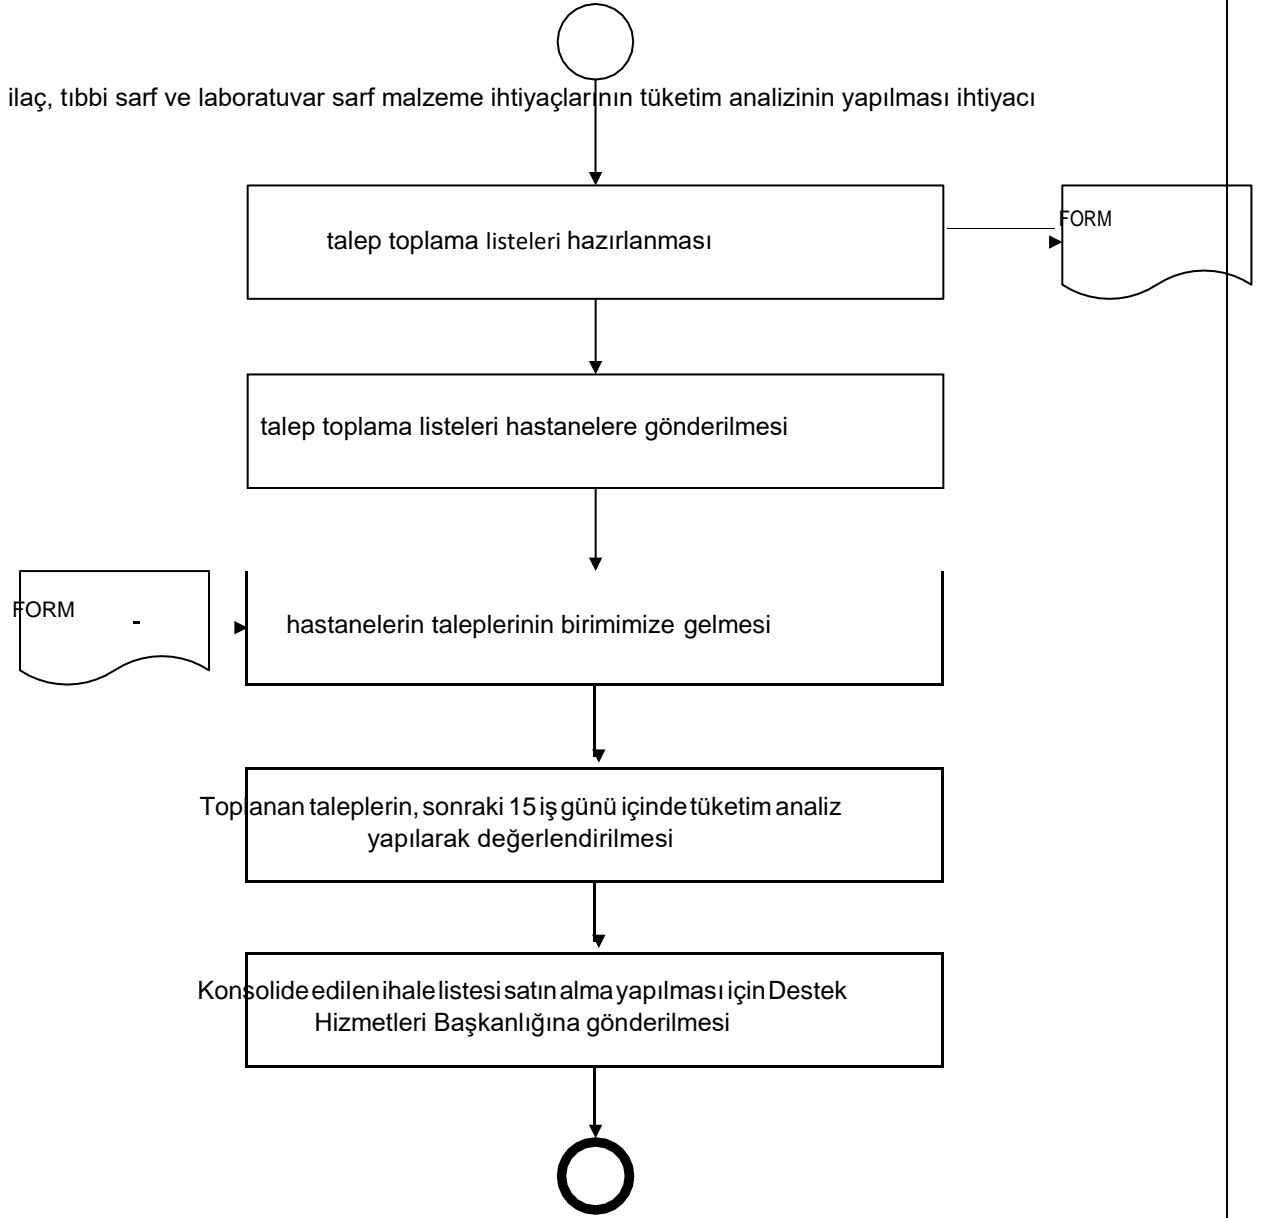 ilaç, tıbbi sarf ve laboratuvar sarf malzeme ihtiyaçlarının tüketim analizinin yapılması ihtiyacı
talep toplama listeleri hazırlanması
FORM
talep toplama listeleri hastanelere gönderilmesi
FORM -
hastanelerin taleplerinin birimimize gelmesi
Toplanan taleplerin, sonraki 15 iş günü içinde tüketim analiz
yapılarak değerlendirilmesi
Konsolide edilen ihale listesi satın alma yapılması için Destek
Hizmetleri Başkanlığına gönderilmesi